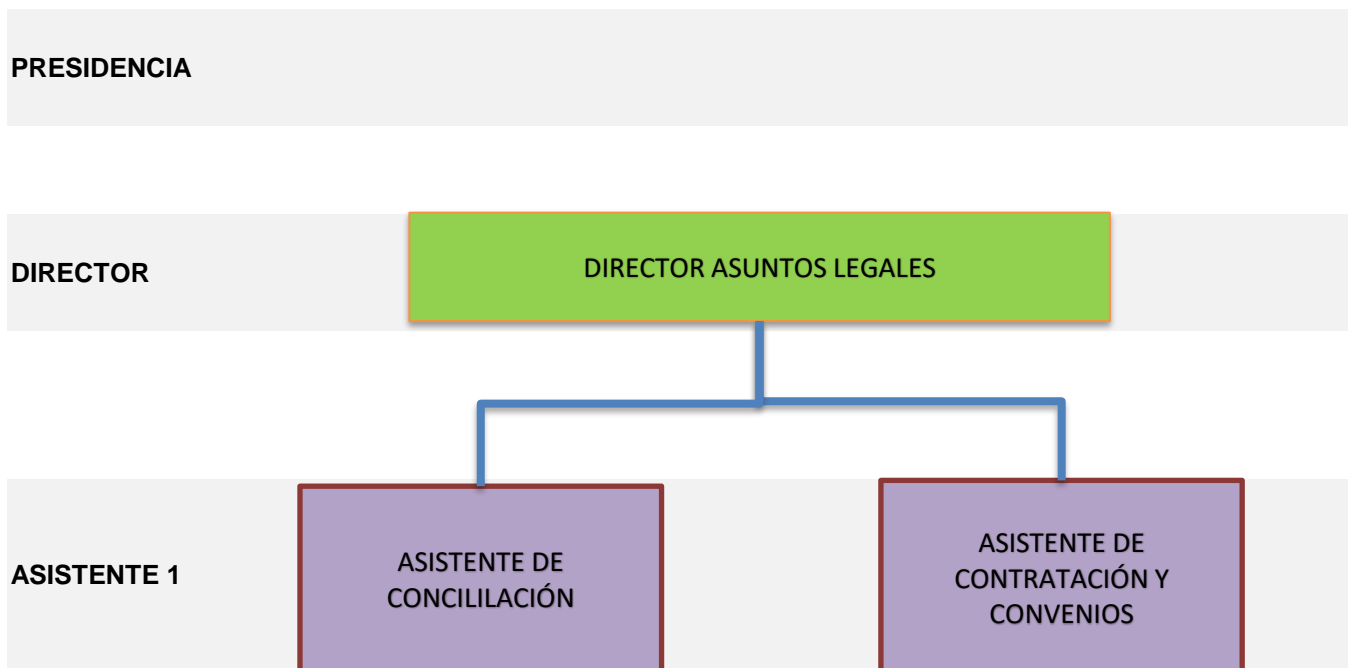 PRESIDENCIA
DIRECTOR
DIRECTOR ASUNTOS LEGALES
ASISTENTE 1
ASISTENTE DE
CONCILILACIÓN
ASISTENTE DE
CONTRATACIÓN Y
CONVENIOS